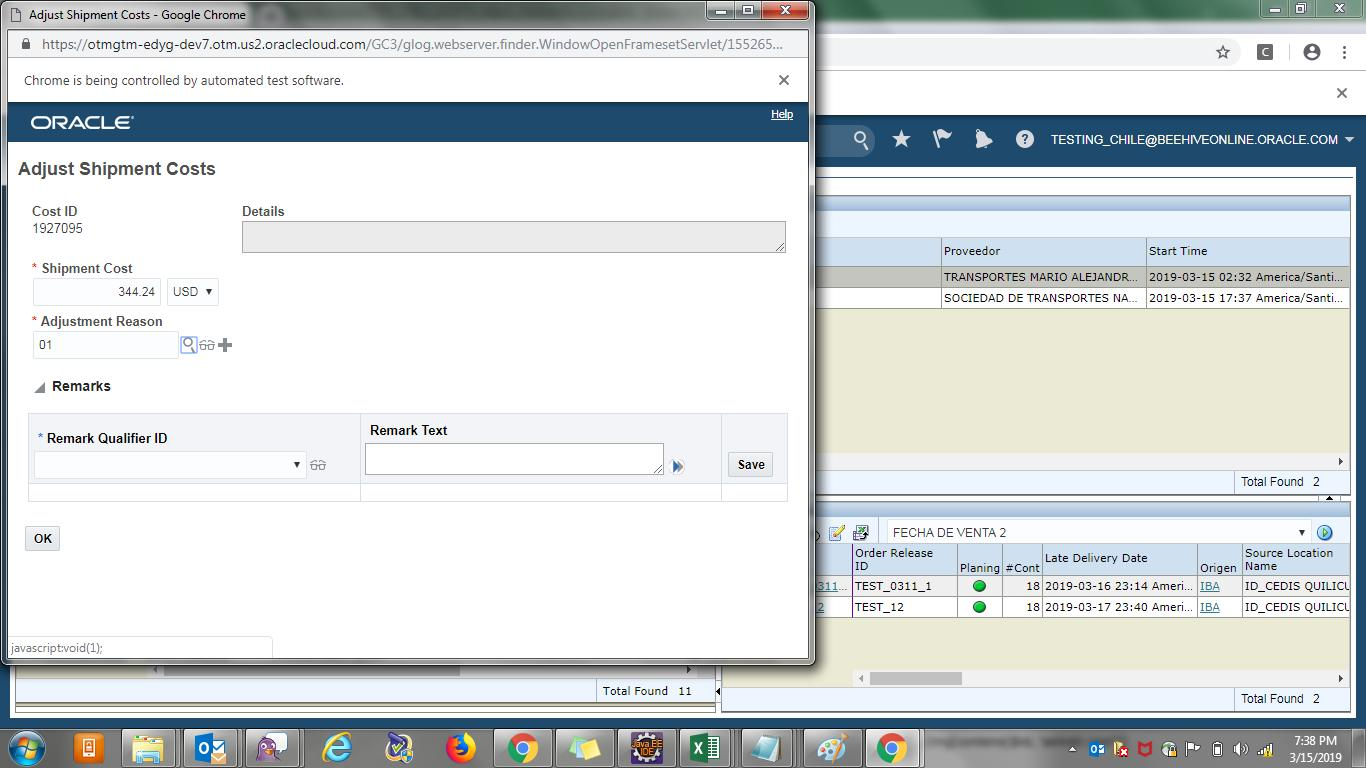 Adjust Shipment Costs - Google Chrome
https://otmgtm-edyg-dev7.otm.us2.oraclecloud.com/GC3/glog.webserver.finder.WindowOpenFramesetServlet/155265...
Chrome is being controlled by automated test software.
ORACLE
Help
Adjust Shipment Costs
Cost ID
Details
1927095
* Shipment Cost
344.24
USD
* Adjustment Reason
01
Remarks
* Remark Qualifier ID
Remark Text
Save
OK
javascript:void(1);
C
TESTING_CHILE@BEEHIVEONLINE.ORACLE.COM
Proveedor
Start Time
TRANSPORTES MARIO ALEJANDR...
2019-03-15 02:32 America/Santi...
SOCIEDAD DE TRANSPORTES NA...
2019-03-15 17:37 America/Santi...
Total Found 2
FECHA DE VENTA 2
Order Release ID
Planing
#Cont
Late Delivery Date
Origen
Source Location Name
311...
TEST_0311_1
18
2019-03-16 23:14 Ameri...
IBA
ID_CEDIS QUILICU
2
TEST_12
18
2019-03-17 23:40 Ameri...
IBA
ID_CEDIS QUILICU
Total Found 11
Total Found 2
Java EE
IDE
7:38 PM
3/15/2019